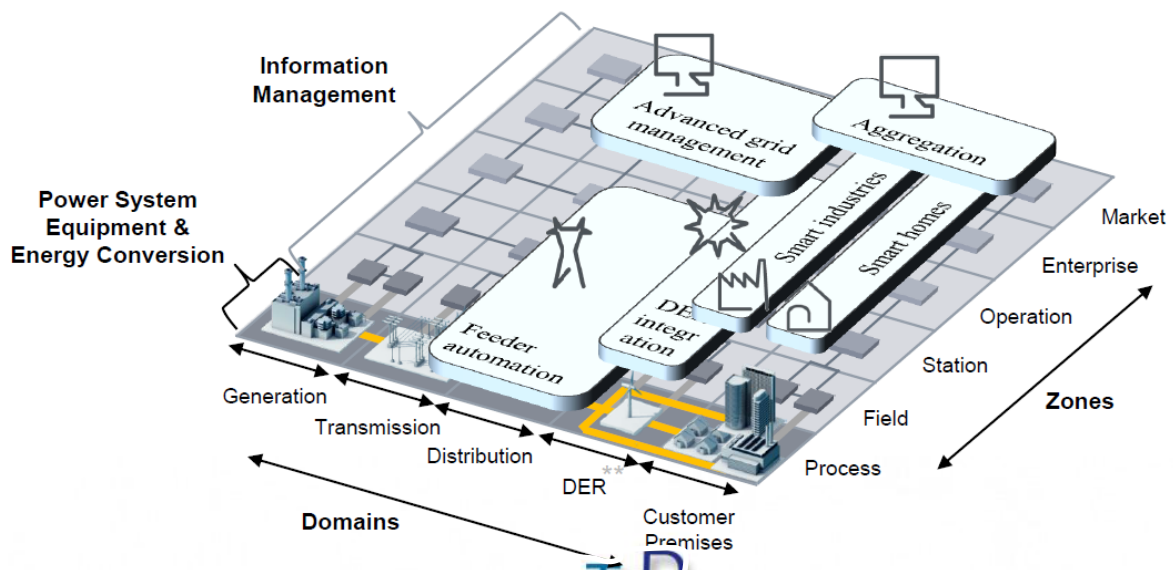 Information
Management
Power System
Equipment &
Energy Conversion
Advanced grid
management
Aggregation
Smart industries
Smart homes
Feeder
automation
integr
ation
Market
Enterprise
Operation
Station
Field
Process
Zones
Generation
Transmission
Distribution
DER**
Customer
Premises
Domains